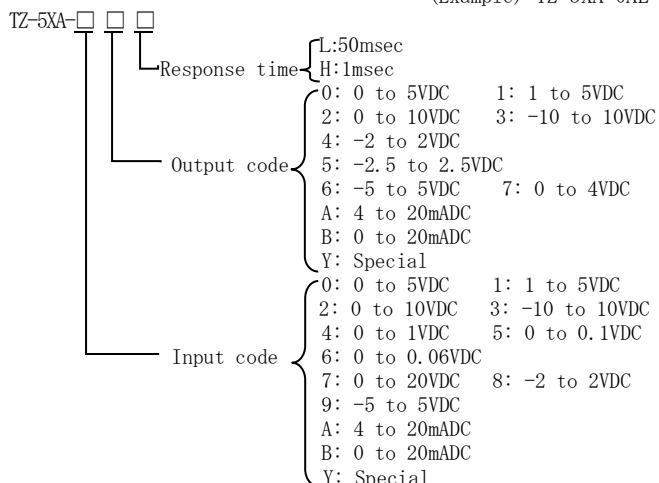 TZ-5XA-□ □ □
Response time
L:50msec
H:1msec
Output code
0: 0 to 5VDC 1: 1 to 5VDC
2: 0 to 10VDC 3: -10 to 10VDC
4: -2 to 2VDC
5: -2.5 to 2.5VDC
6: -5 to 5VDC 7: 0 to 4VDC
A: 4 to 20mADC
B: 0 to 20mADC
Y: Special
Input code
0: 0 to 5VDC 1: 1 to 5VDC
2: 0 to 10VDC 3: -10 to 10VDC
4: 0 to 1VDC 5: 0 to 0.1VDC
6: 0 to 0.06VDC
7: 0 to 20VDC 8: -2 to 2VDC
9: -5 to 5VDC
A: 4 to 20mADC
B: 0 to 20mADC
Y: Special